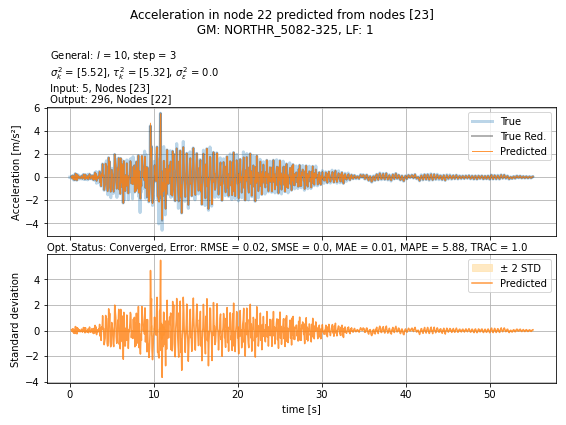 Acceleration in node 22 predicted from nodes [23]
GM: NORTHR_5082-325, LF: 1
General: l = 10, step = 3
σ²ₖ = [5.52], τ²ₖ = [5.32], σ²ε = 0.0
Input: 5, Nodes [23]
Output: 296, Nodes [22]
6
4
2
0
−2
−4
Acceleration [m/s²]
True
True Red.
Predicted
Opt. Status: Converged, Error: RMSE = 0.02, SMSE = 0.0, MAE = 0.01, MAPE = 5.88, TRAC = 1.0
4
2
0
−2
−4
Standard deviation
± 2 STD
Predicted
0 10 20 30 40 50
time [s]